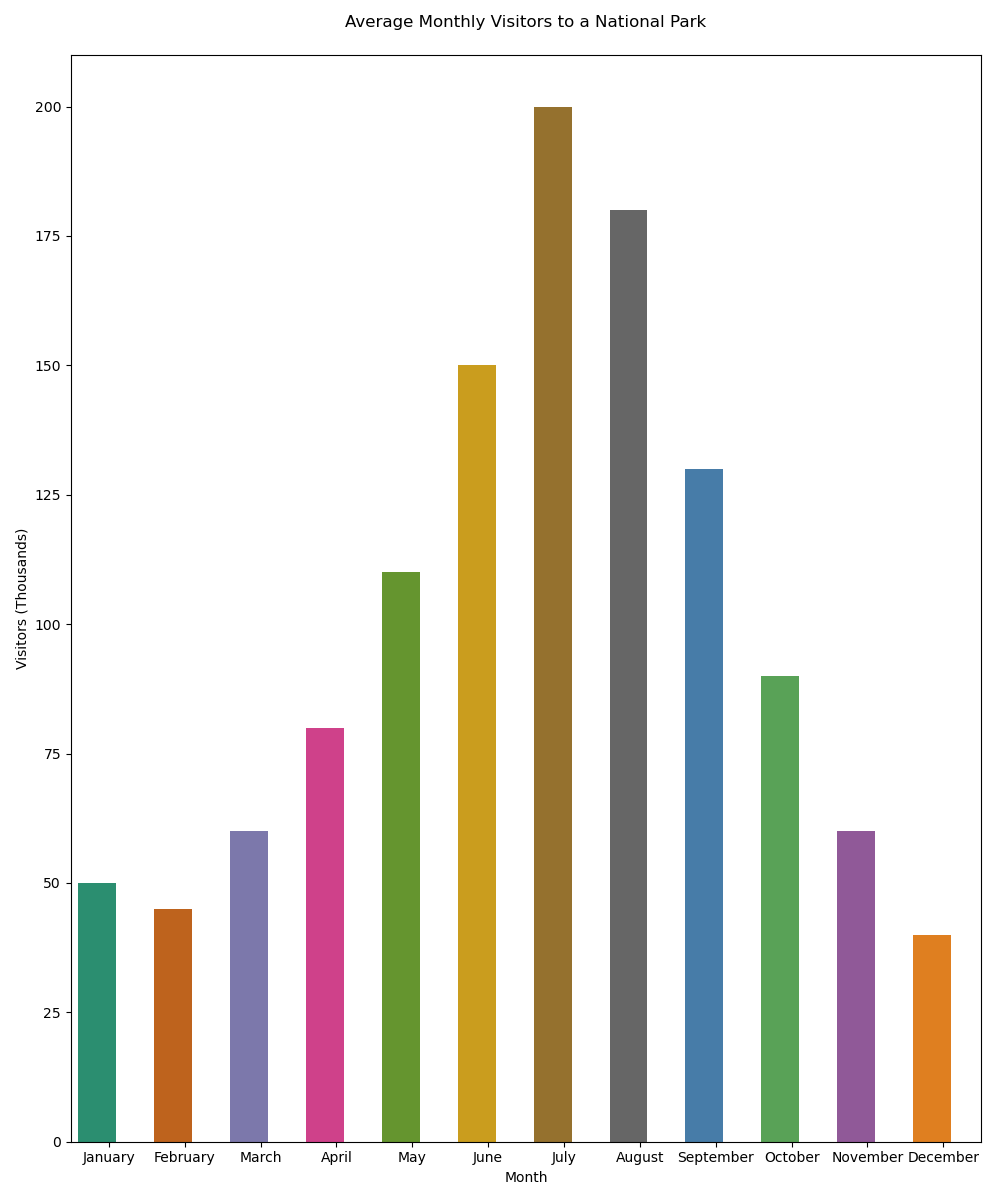 Average Monthly Visitors to a National Park
200
175
150
125
100
75
50
25
0
Visitors (Thousands)
January February March April May June July August September October November December
Month